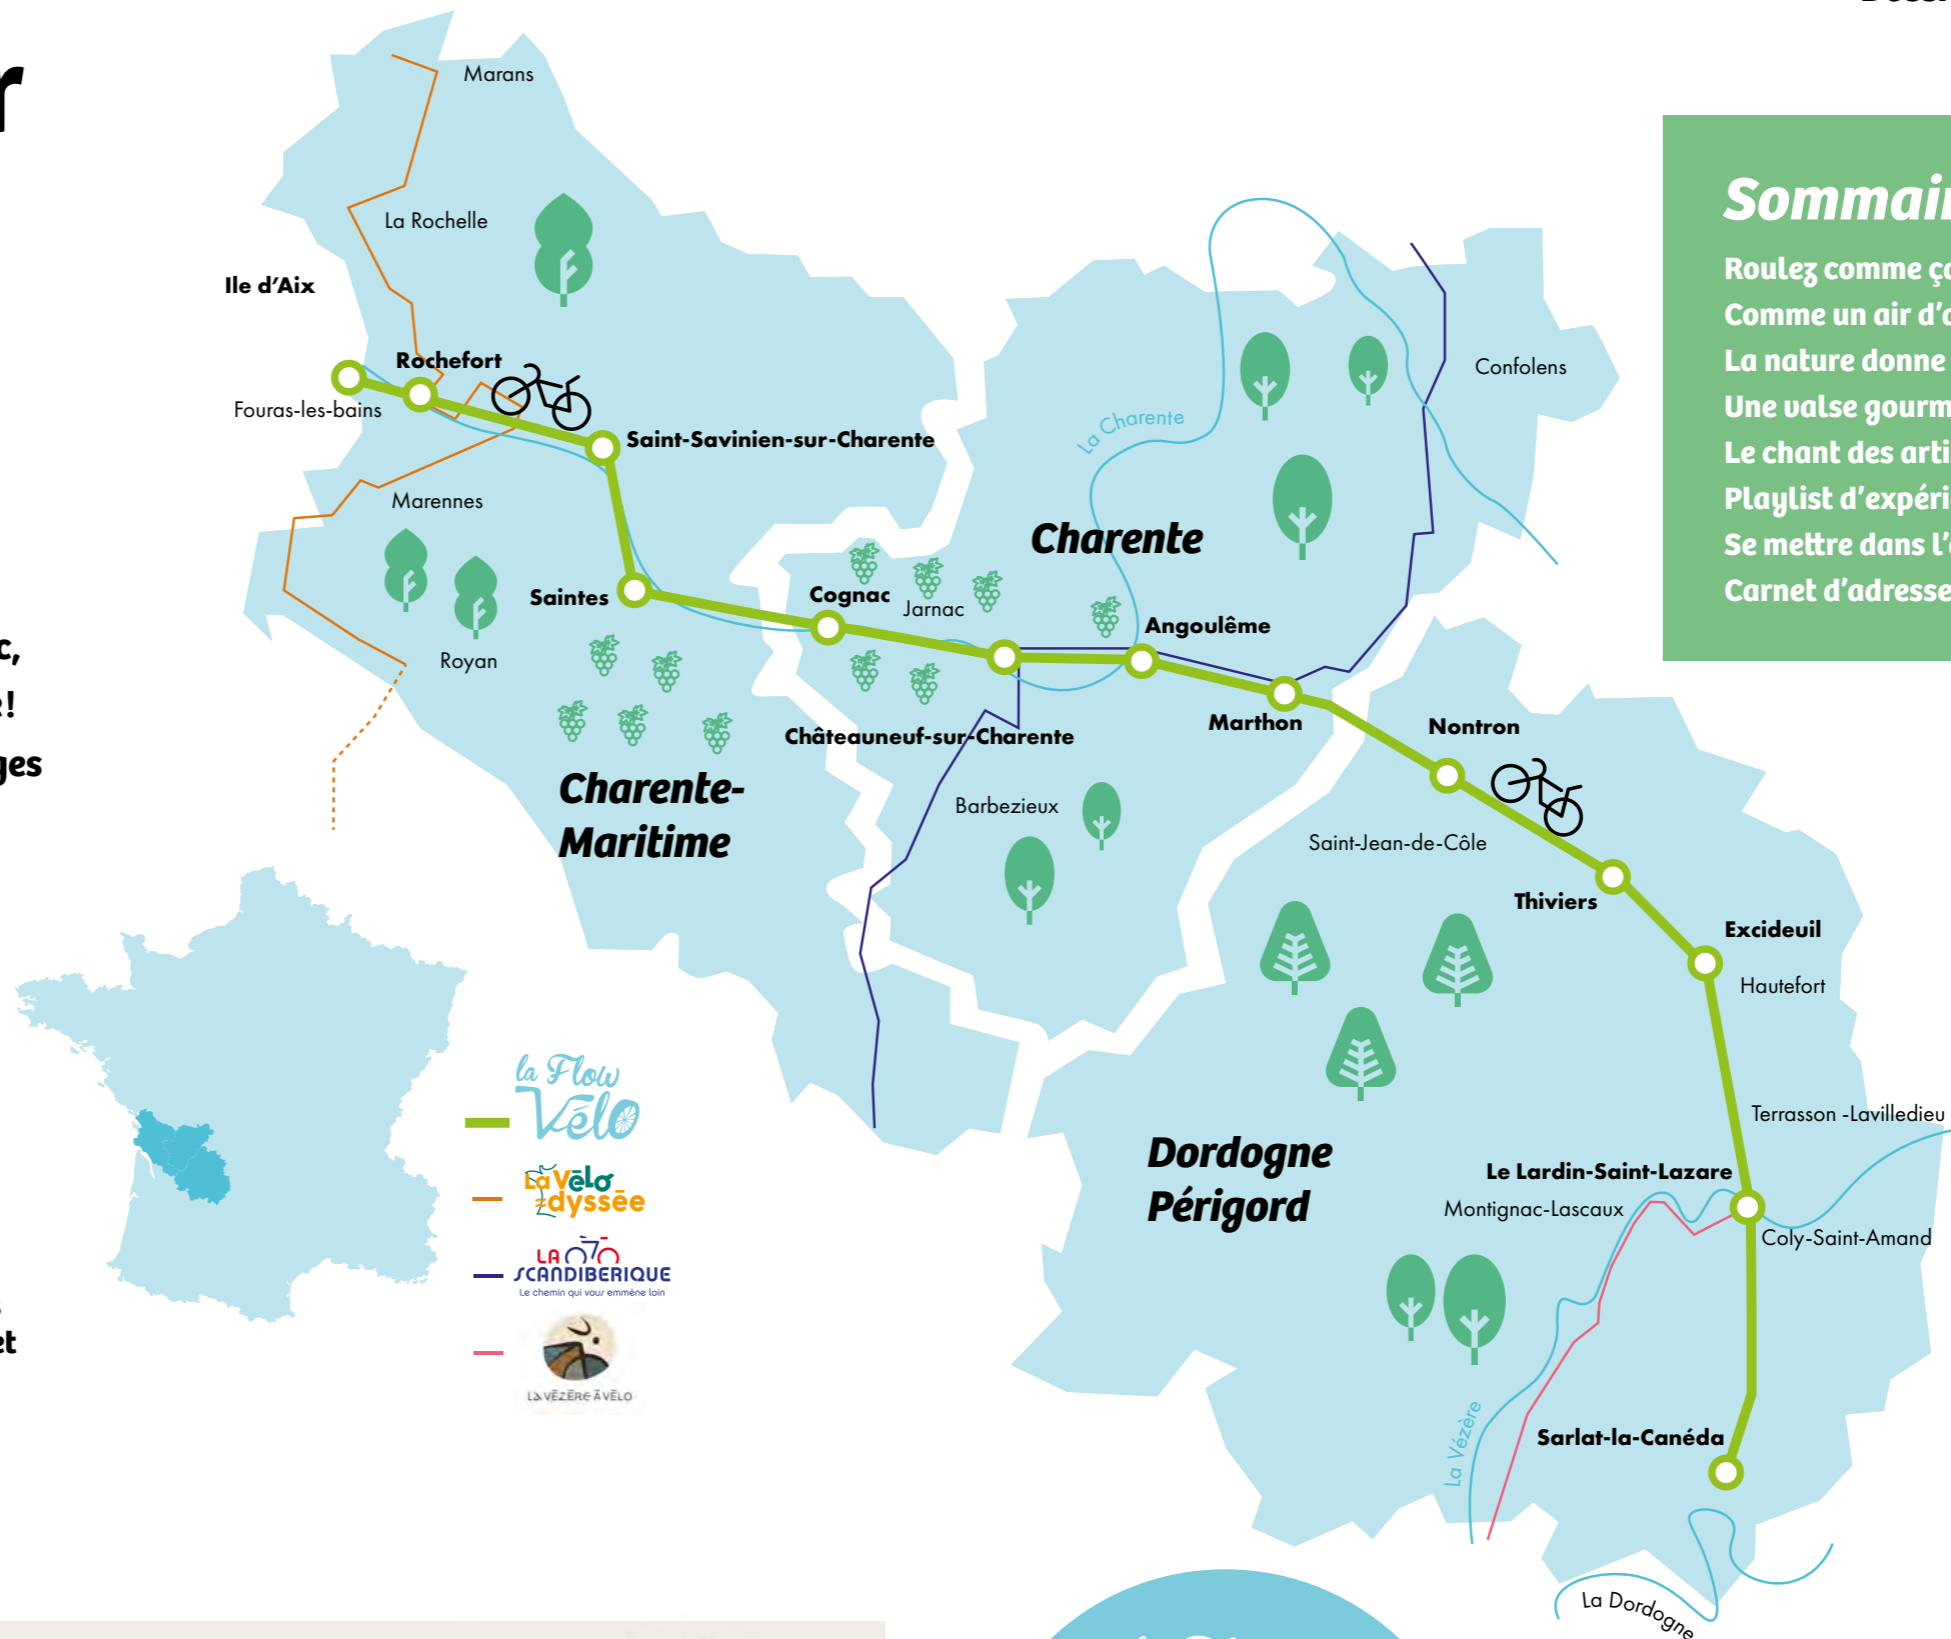 Marans
La Rochelle
Ile d'Aix
Rochefort
Fouras-les-bains
Saint-Savinien-sur-Charente
Marennes
Saintes
Royan
Charente-
Maritime
La Charente
Confolens
Charente
Cognac
Jarnac
Angoulême
Châteauneuf-sur-Charente
Marthon
Barbezieux
Nontron
Saint-Jean-de-Côle
Thiviers
Excideuil
Hautefort
Terrasson -Lavilledieu
Dordogne
Périgord
Le Lardin-Saint-Lazare
Montignac-Lascaux
Coly-Saint-Amand
La Vézère
Sarlat-la-Canéda
La Dordogne
la Flow
Vélo
La Vélo
dyssée
LA
SCANDIBERIQUE
Le chemin qui vous emmène loin
LA VÉZÈRE À VÉLO
Sommair
Roulez comme ça
Comme un air d'
La nature donne
Une valse gourm
Le chant des arti
Playlist d'expéri
Se mettre dans l'
Carnet d'adresse
r
c,
!
ges
et